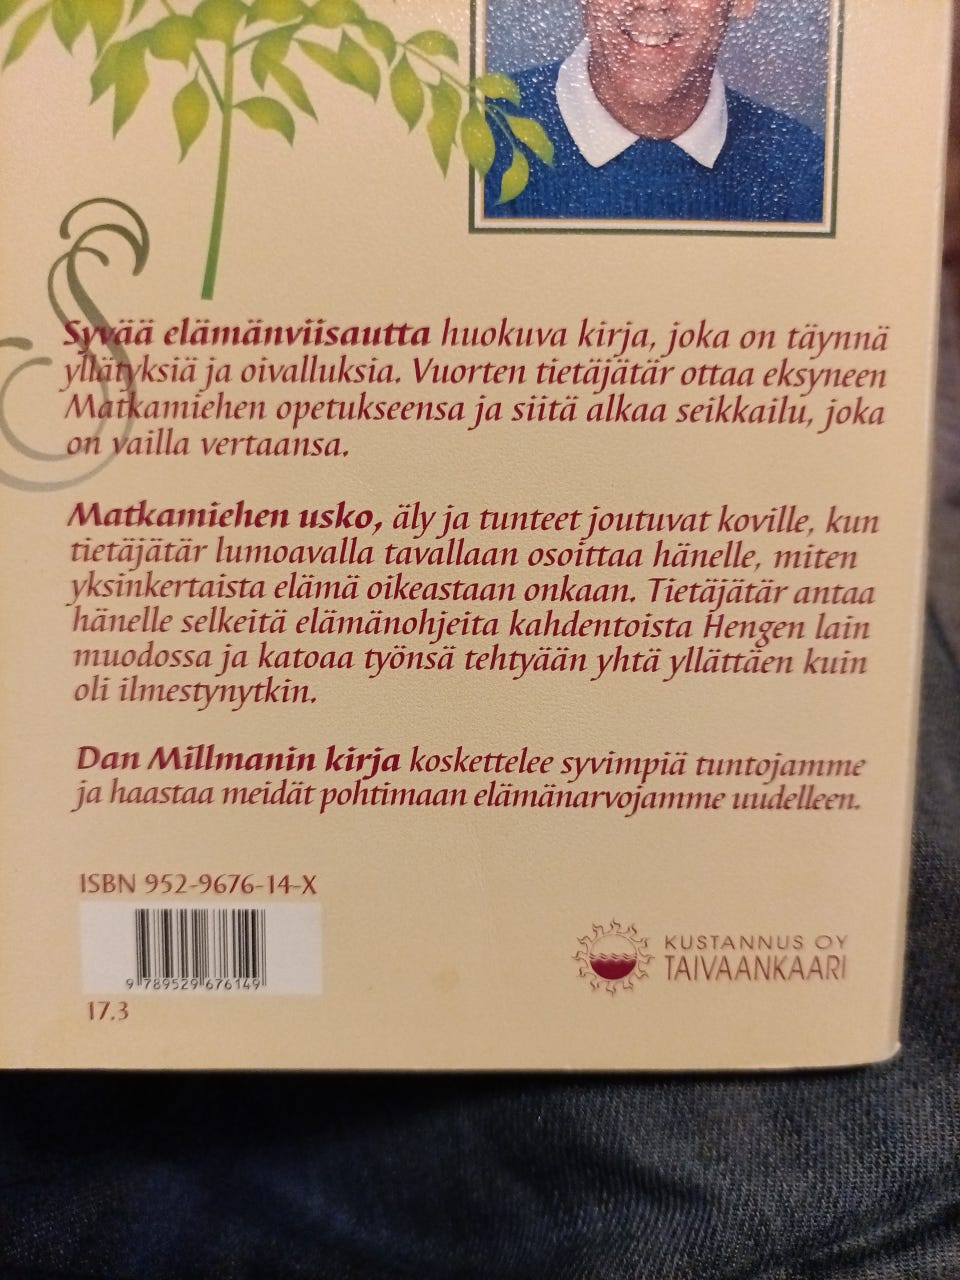 Syvää elämänviisautta huokuva kirja, joka on täynnä
yllätyksiä ja oivalluksia. Vuorten tietäjätär ottaa eksyneen
Matkamiehen opetukseensa ja siitä alkaa seikkailu, joka
on vailla vertaansa.
Matkamiehen usko, äly ja tunteet joutuvat koville, kun
tietäjätär lumoavalla tavallaan osoittaa hänelle, miten
yksinkertaista elämä oikeastaan onkaan. Tietäjätär antaa
hänelle selkeitä elämänohjeita kahdentoista Hengen lain
muodossa ja katoaa työnsä tehtyään yhtä yllättäen kuin
oli ilmestynytkin.
Dan Millmanin kirja koskettelee syvimpiä tuntojamme
ja haastaa meidät pohtimaan elämänarvojamme uudelleen.
ISBN 952-9676-14-X
9 789529 676149
17.3
KUSTANNUS OY
TAIVAANKAARI